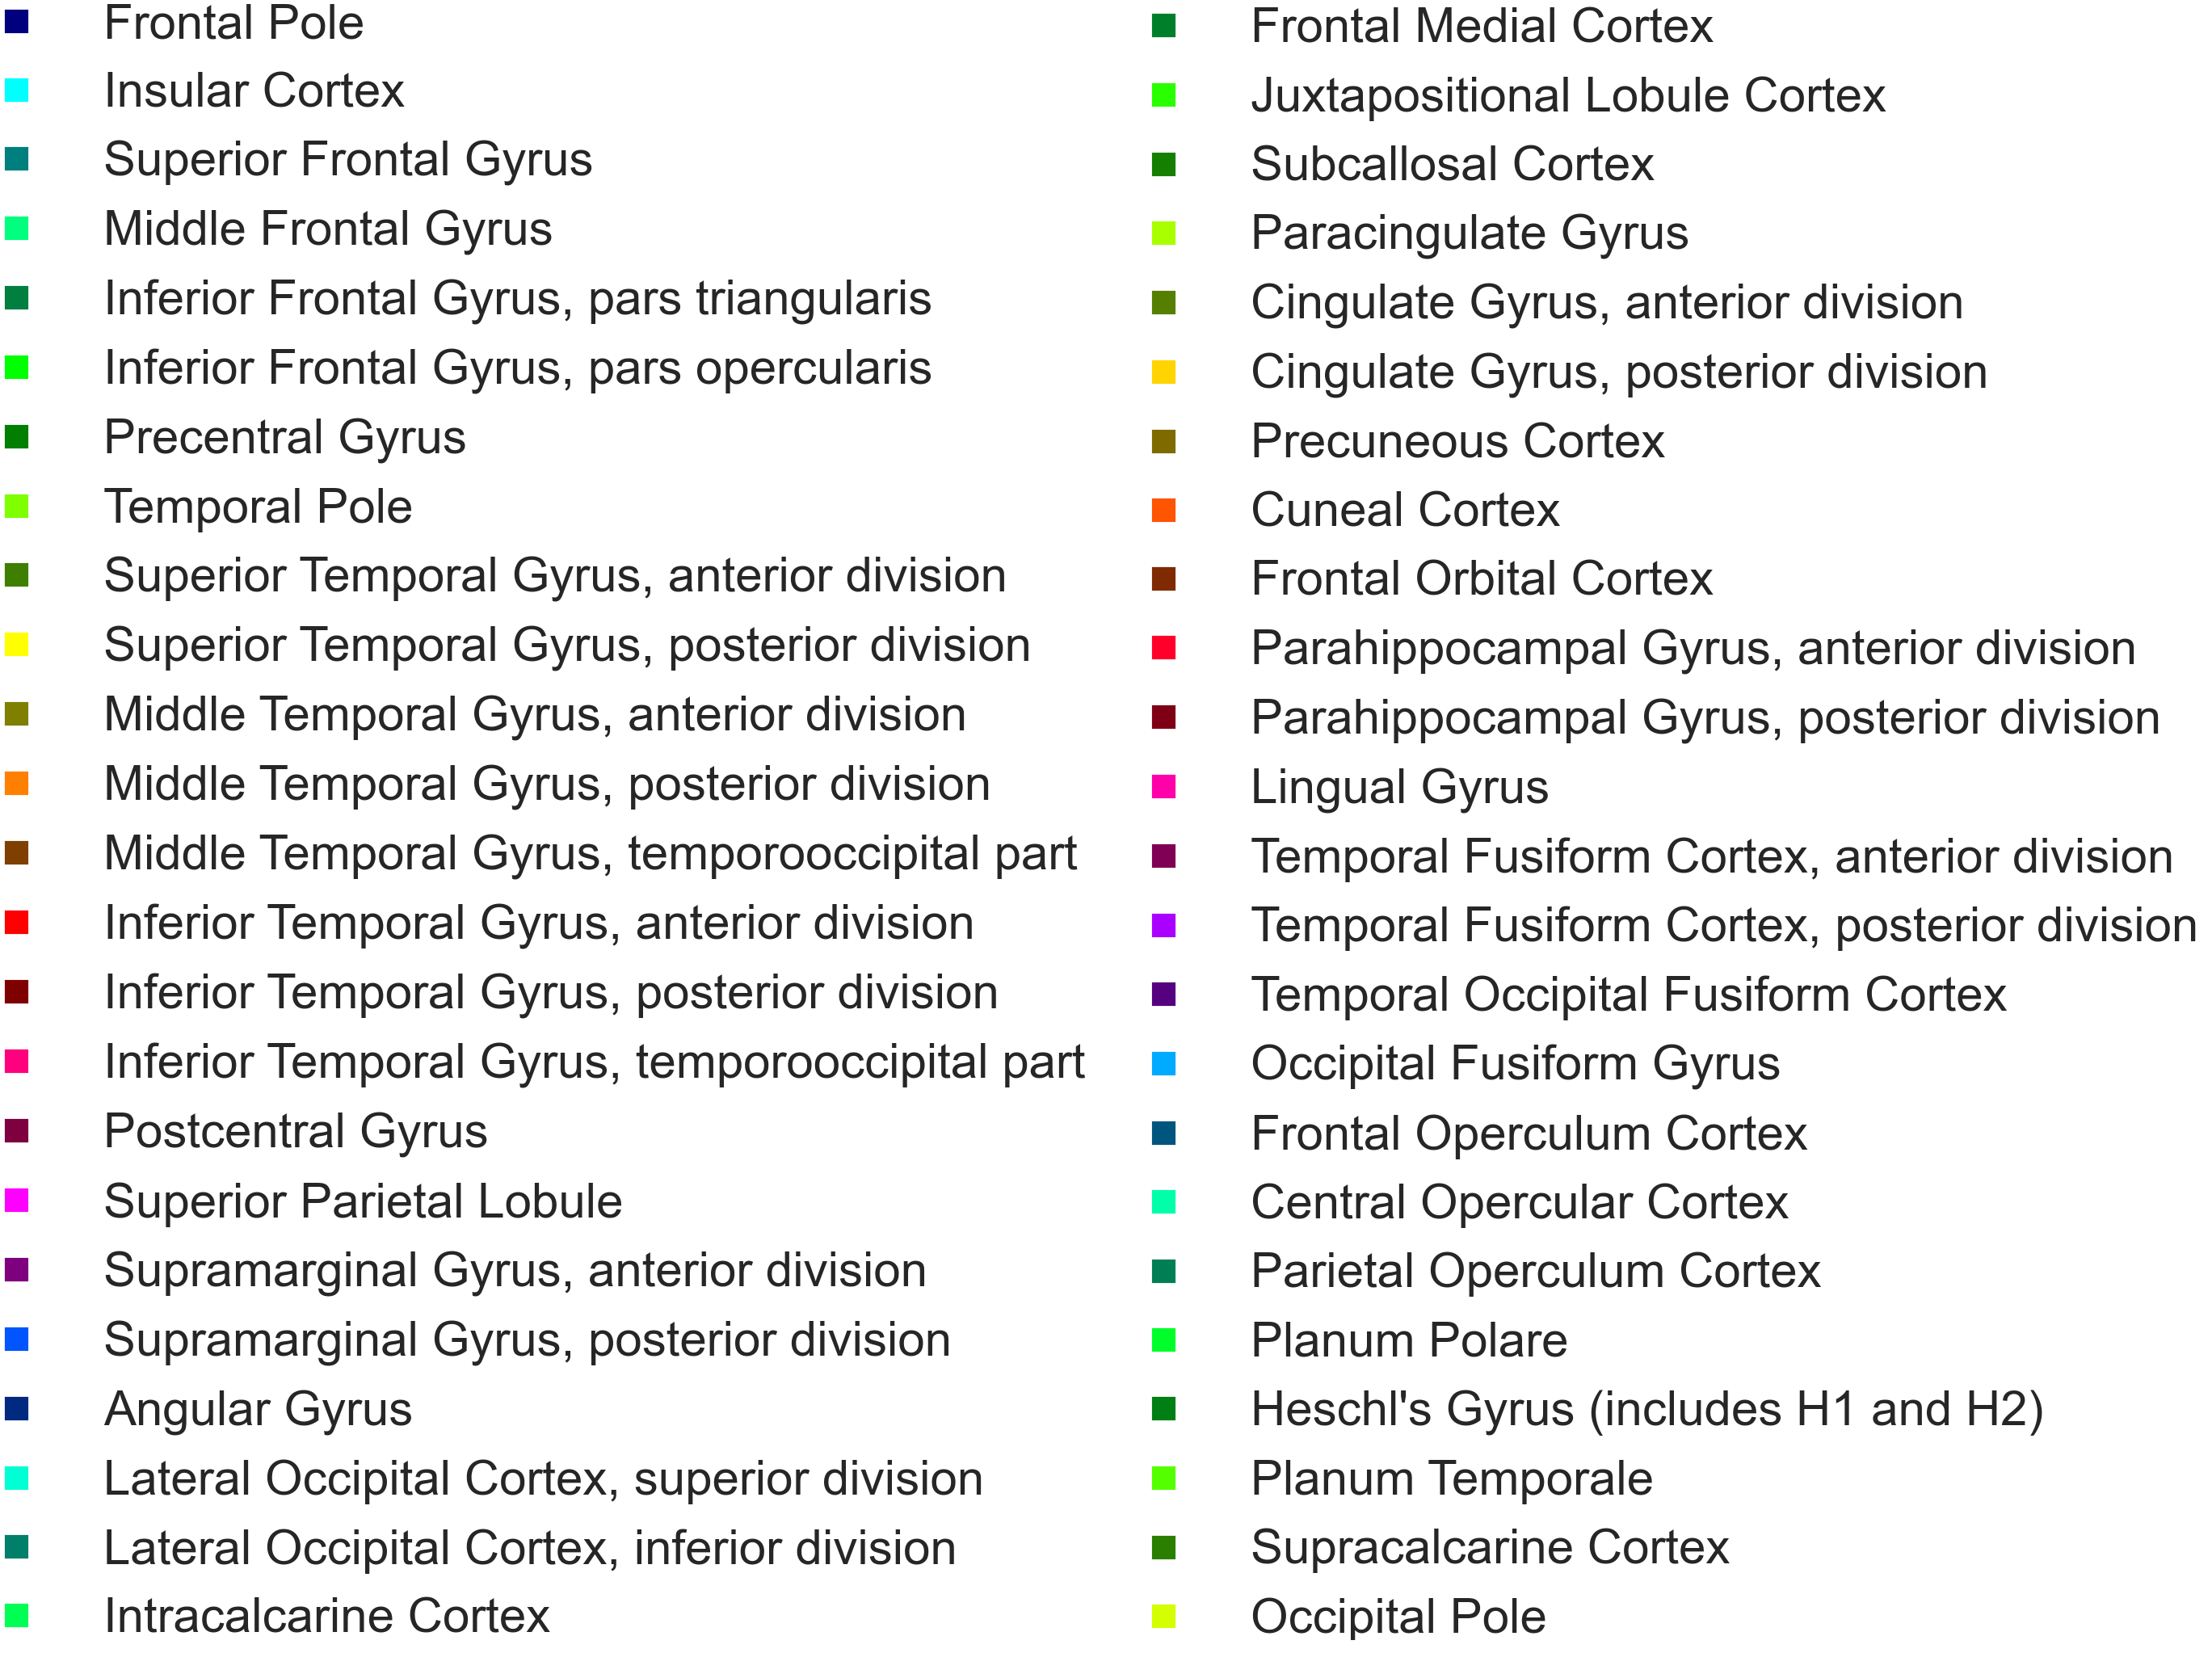 Frontal Pole
Insular Cortex
Superior Frontal Gyrus
Middle Frontal Gyrus
Inferior Frontal Gyrus, pars triangularis
Inferior Frontal Gyrus, pars opercularis
Precentral Gyrus
Temporal Pole
Superior Temporal Gyrus, anterior division
Superior Temporal Gyrus, posterior division
Middle Temporal Gyrus, anterior division
Middle Temporal Gyrus, posterior division
Middle Temporal Gyrus, temporooccipital part
Inferior Temporal Gyrus, anterior division
Inferior Temporal Gyrus, posterior division
Inferior Temporal Gyrus, temporooccipital part
Postcentral Gyrus
Superior Parietal Lobule
Supramarginal Gyrus, anterior division
Supramarginal Gyrus, posterior division
Angular Gyrus
Lateral Occipital Cortex, superior division
Lateral Occipital Cortex, inferior division
Intracalcarine Cortex
Frontal Medial Cortex
Juxtapositional Lobule Cortex
Subcallosal Cortex
Paracingulate Gyrus
Cingulate Gyrus, anterior division
Cingulate Gyrus, posterior division
Precuneous Cortex
Cuneal Cortex
Frontal Orbital Cortex
Parahippocampal Gyrus, anterior division
Parahippocampal Gyrus, posterior division
Lingual Gyrus
Temporal Fusiform Cortex, anterior division
Temporal Fusiform Cortex, posterior division
Temporal Occipital Fusiform Cortex
Occipital Fusiform Gyrus
Frontal Operculum Cortex
Central Opercular Cortex
Parietal Operculum Cortex
Planum Polare
Heschl's Gyrus (includes H1 and H2)
Planum Temporale
Supracalcarine Cortex
Occipital Pole